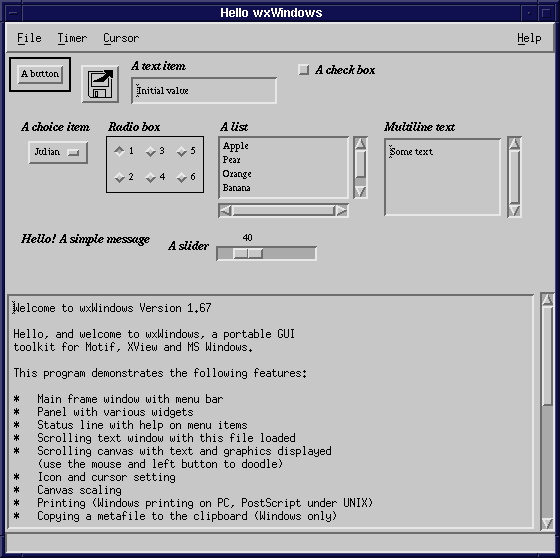 Hello wxWindows
File Timer Cursor Help
A button
A text item
Initial value
A check box
A choice item
Julian
Radio box
1 3 5
2 4 6
A list
Apple
Pear
Orange
Banana
Multiline text
Some text
Hello! A simple message
A slider
40
Welcome to wxWindows Version 1.67
Hello, and welcome to wxWindows, a portable GUI
toolkit for Motif, XView and MS Windows.
This program demonstrates the following features:
* Main frame window with menu bar
* Panel with various widgets
* Status line with help on menu items
* Scrolling text window with this file loaded
* Scrolling canvas with text and graphics displayed
(use the mouse and left button to doodle)
* Icon and cursor setting
* Canvas scaling
* Printing (Windows printing on PC, PostScript under UNIX)
* Copying a metafile to the clipboard (Windows only)